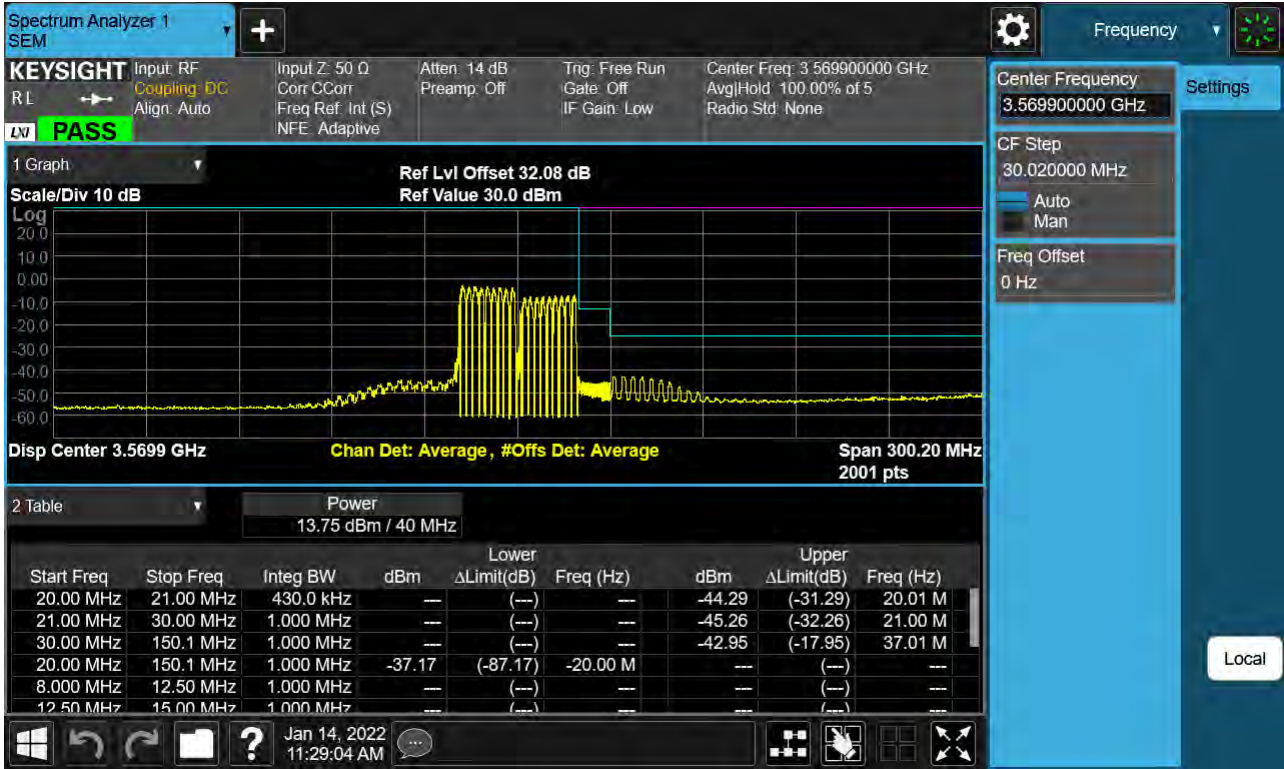 Spectrum Analyzer 1
SEM
+
Frequency
KEYSIGHT
R L
LXI PASS
Input: RF
Coupling: DC
Align: Auto
Input Z: 50 Ω
Corr CCorr
Freq Ref: Int (S)
NFE: Adaptive
Atten: 14 dB
Preamp: Off
Trig: Free Run
Gate: Off
IF Gain: Low
Center Freq: 3.569900000 GHz
Avg|Hold: 100.00% of 5
Radio Std: None
Center Frequency
3.569900000 GHz
Settings
CF Step
30.020000 MHz
Auto
Man
Freq Offset
0 Hz
1 Graph
Scale/Div 10 dB
Ref Lvl Offset 32.08 dB
Ref Value 30.0 dBm
Log
20.0
10.0
0.00
-10.0
-20.0
-30.0
-40.0
-50.0
-60.0
Disp Center 3.5699 GHz
Chan Det: Average , #Offs Det: Average
Span 300.20 MHz
2001 pts
2 Table
Power
13.75 dBm / 40 MHz
Lower Upper
Start Freq Stop Freq Integ BW dBm ΔLimit(dB) Freq (Hz) dBm ΔLimit(dB) Freq (Hz)
20.00 MHz 21.00 MHz 430.0 kHz --- (---) --- -44.29 (-31.29) 20.01 M
21.00 MHz 30.00 MHz 1.000 MHz --- (---) --- -45.26 (-32.26) 21.00 M
30.00 MHz 150.1 MHz 1.000 MHz --- (---) --- -42.95 (-17.95) 37.01 M
20.00 MHz 150.1 MHz 1.000 MHz -37.17 (-87.17) -20.00 M --- (---) ---
8.000 MHz 12.50 MHz 1.000 MHz --- (---) --- --- (---) ---
12.50 MHz 15.00 MHz 1.000 MHz --- (---) --- --- (---) ---
Local
?
Jan 14, 2022
11:29:04 AM